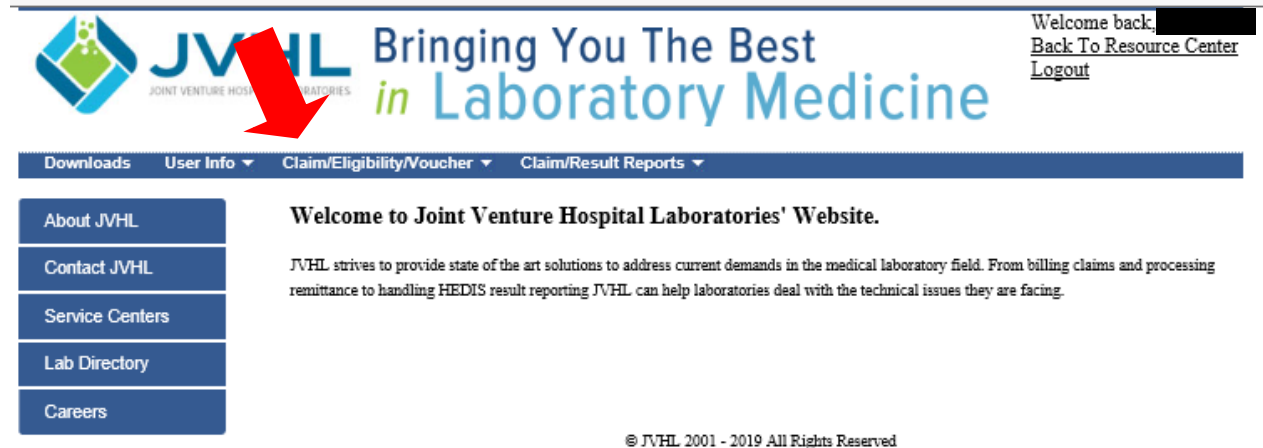 JVHL
JOINT VENTURE HOSPITAL LABORATORIES
Bringing You The Best
in Laboratory Medicine
Welcome back,
Back To Resource Center
Logout
Downloads User Info Claim/Eligibility/Voucher Claim/Result Reports
About JVHL
Contact JVHL
Service Centers
Lab Directory
Careers
Welcome to Joint Venture Hospital Laboratories' Website.
JVHL strives to provide state of the art solutions to address current demands in the medical laboratory field. From billing claims and processing
remittance to handling HEDIS result reporting JVHL can help laboratories deal with the technical issues they are facing.
© JVHL 2001 - 2019 All Rights Reserved